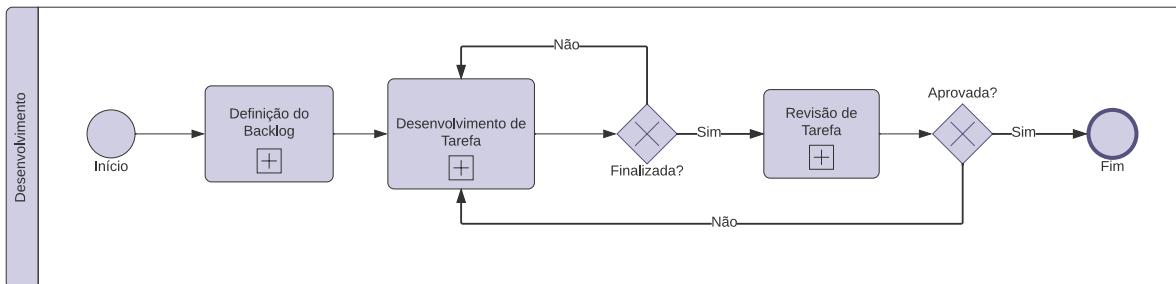 Desenvolvimento
Início
Definição do
Backlog
Desenvolvimento de
Tarefa
Não
Finalizada?
Sim
Revisão de
Tarefa
Aprovada?
Sim
Não
Fim